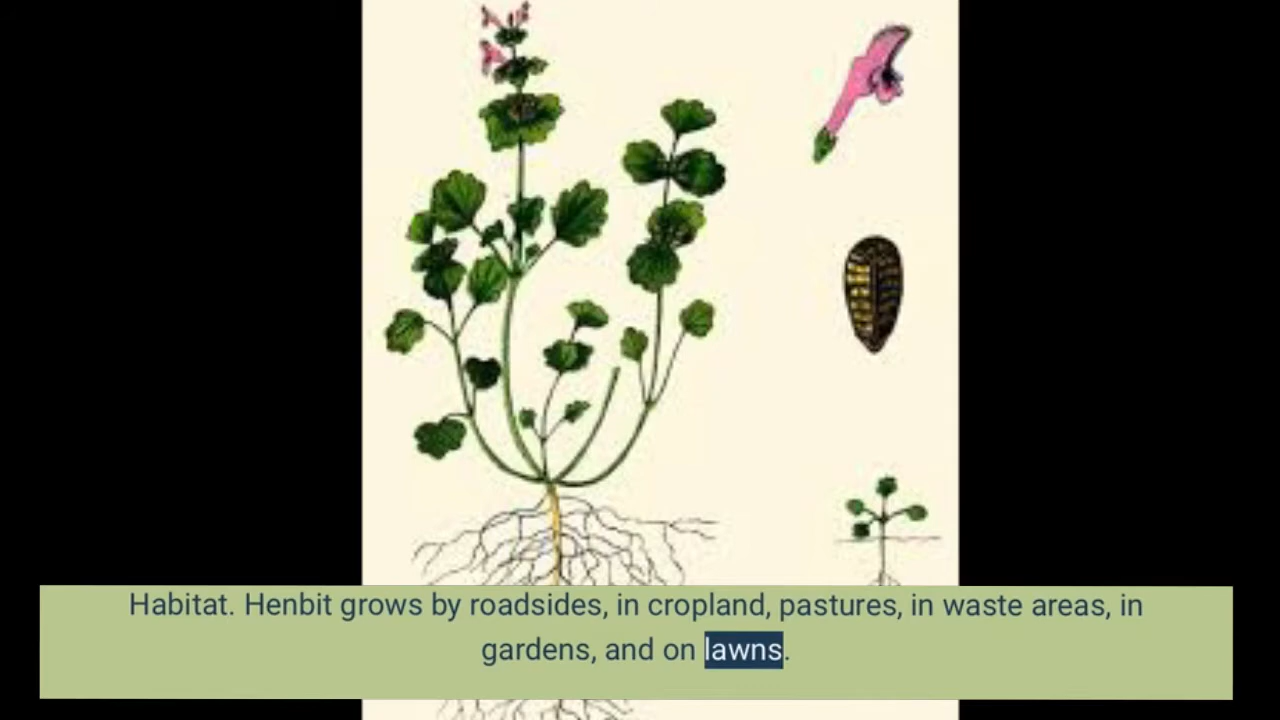 Habitat. Henbit grows by roadsides, in cropland, pastures, in waste areas, in
gardens, and on lawns.